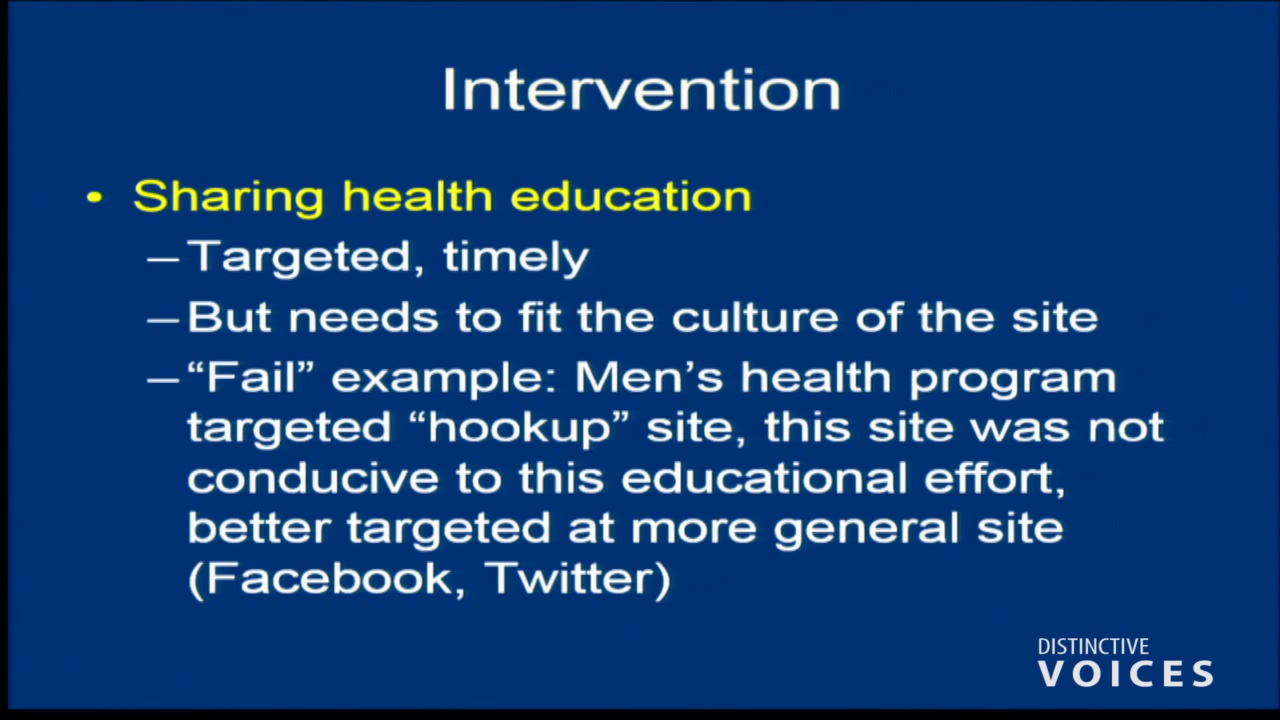 Intervention
• Sharing health education
– Targeted, timely
– But needs to fit the culture of the site
– “Fail” example: Men’s health program
targeted “hookup” site, this site was not
conducive to this educational effort,
better targeted at more general site
(Facebook, Twitter)
DISTINCTIVE
VOICES